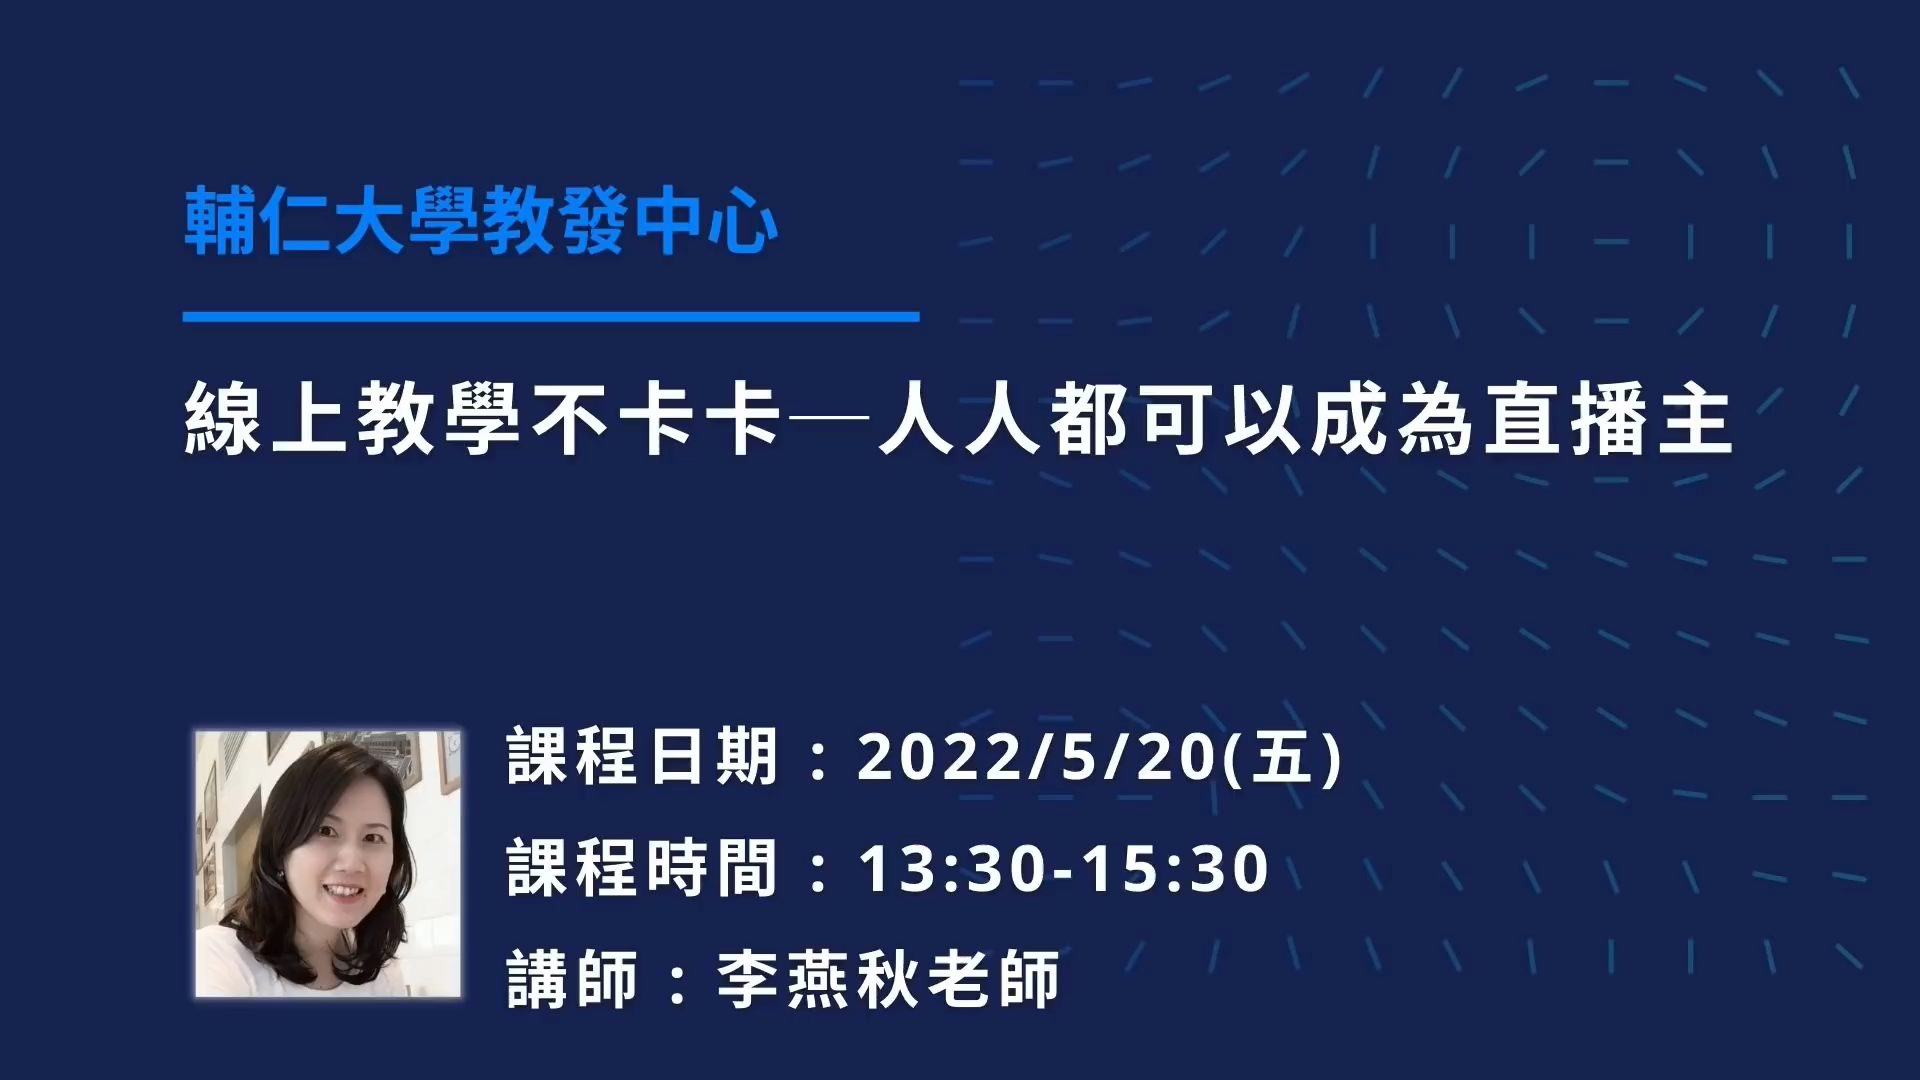 輔仁大學教發中心
線上教學不卡卡—人人都可以成為直播主
課程日期：2022/5/20(五)
課程時間：13:30-15:30
講師：李燕秋老師